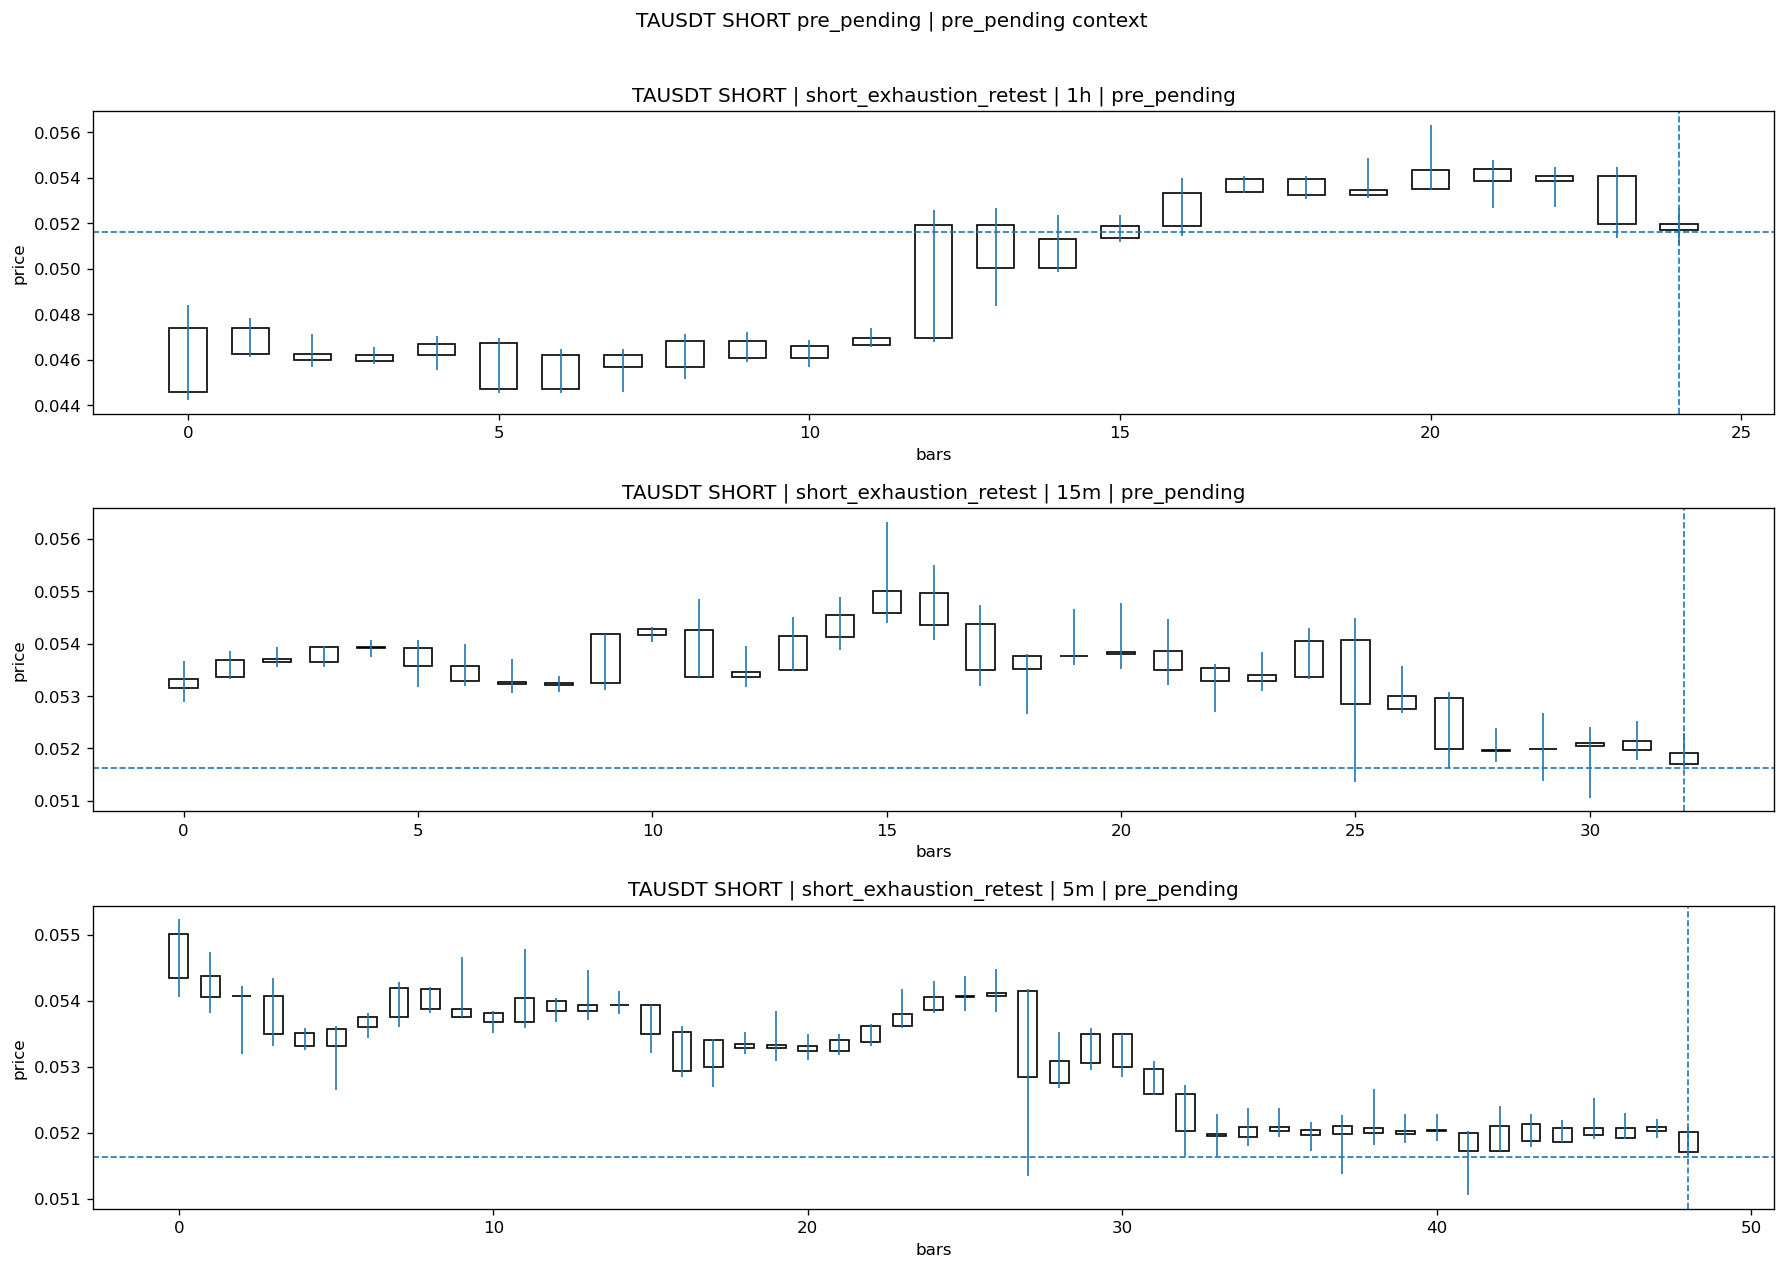 TAUSDT SHORT pre_pending | pre_pending context
TAUSDT SHORT | short_exhaustion_retest | 1h | pre_pending
price
0.056
0.054
0.052
0.050
0.048
0.046
0.044
0 5 10 15 20 25
bars
TAUSDT SHORT | short_exhaustion_retest | 15m | pre_pending
price
0.056
0.055
0.054
0.053
0.052
0.051
0 5 10 15 20 25 30
bars
TAUSDT SHORT | short_exhaustion_retest | 5m | pre_pending
price
0.055
0.054
0.053
0.052
0.051
0 10 20 30 40 50
bars